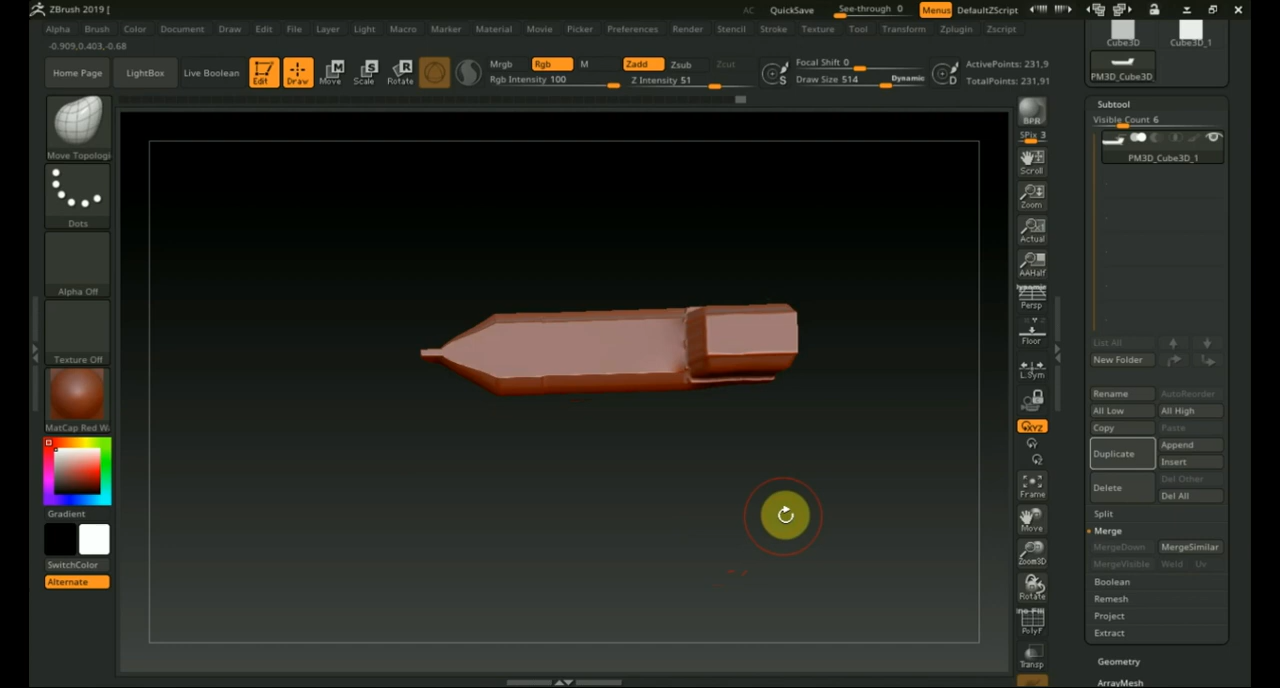 ZBrush 2019 [
AC QuickSave See-through 0 Menus DefaultZScript
Alpha Brush Color Document Draw Edit File Layer Light Macro Marker Material Movie Picker Preferences Render Stencil Stroke Texture Tool Transform Zplugin Zscript
-0.909,0.403,-0.68
Home Page LightBox Live Boolean Edit Draw Move Scale Rotate
Mrgb Rgb M Zadd Zsub Zcut
Rgb Intensity 100 Z Intensity 51
S Focal Shift 0
Draw Size 514 Dynamic D
ActivePoints: 231,9
TotalPoints: 231,91
Move Topologi
Dots
Alpha Off
Texture Off
MatCap Red W
Gradient
SwitchColor
Alternate
BPR
SPix 3
Scroll
Zoom
Actual
AAHalf
Dynamic
Persp
Floor
L.Sym
XYZ
Frame
Move
Zoom3D
Rotate
PolyF
Transp
Cube3D Cube3D_1
PM3D_Cube3D_
Subtool
Visible Count 6
PM3D_Cube3D_1
List All
New Folder
Rename AutoReorder
All Low All High
Copy Paste
Duplicate Append
Insert
Delete Del Other
Del All
Split
Merge
MergeDown MergeSimilar
MergeVisible Weld Uv
Boolean
Remesh
Project
Extract
Geometry
ArrayMesh